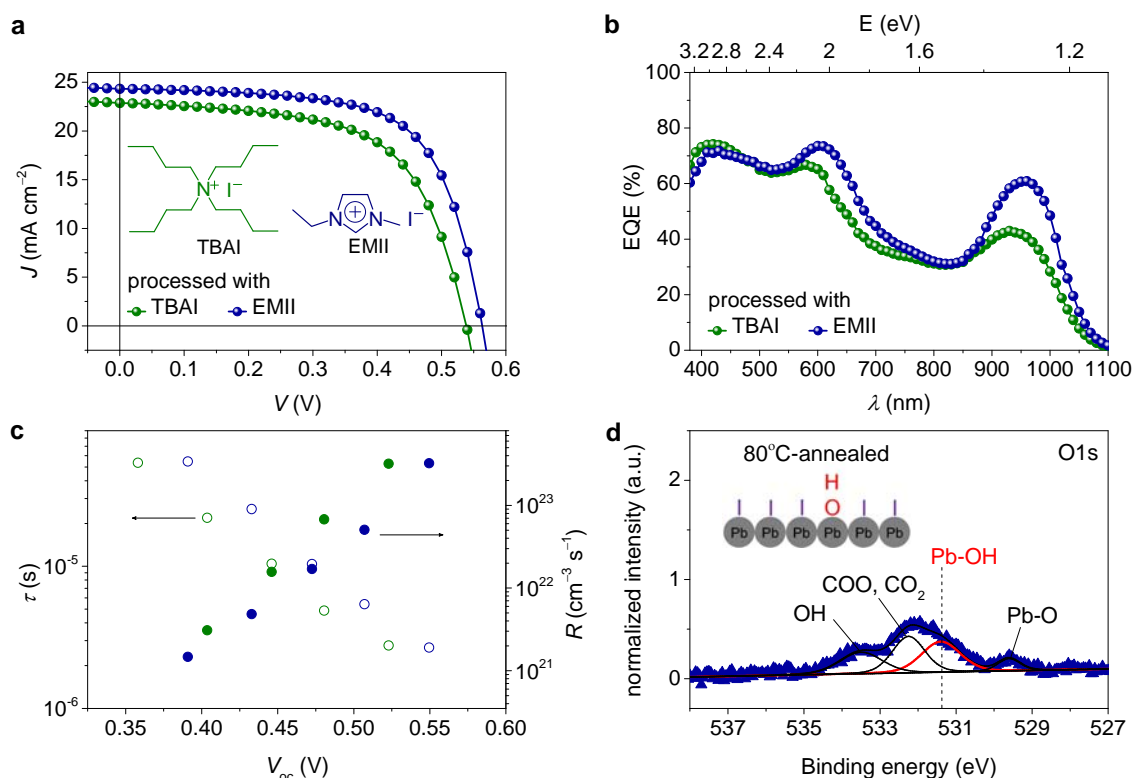 a
J (mA cm⁻²)
25
20
15
10
5
0
N⁺ I⁻
TBAI
N + N I⁻
EMII
processed with
TBAI EMII
0.0 0.1 0.2 0.3 0.4 0.5 0.6
V (V)
b
E (eV)
3.2 2.8 2.4 2 1.6 1.2
EQE (%)
100
80
60
40
20
0
processed with
TBAI EMII
400 500 600 700 800 900 1000 1100
λ (nm)
c
τ (s)
10⁻⁵
10⁻⁶
R (cm⁻³ s⁻¹)
10²³
10²²
10²¹
0.35 0.40 0.45 0.50 0.55 0.60
V_oc (V)
d
80°C-annealed O1s
normalized intensity (a.u.)
2
1
0
H
I I I O I I
Pb Pb Pb Pb Pb Pb
Pb-OH
COO, CO₂
OH
Pb-O
537 535 533 531 529 527
Binding energy (eV)